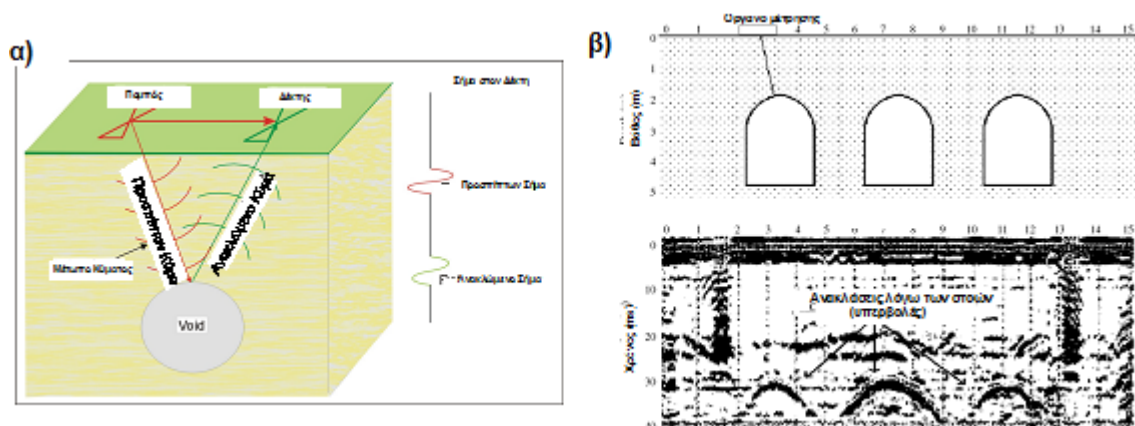 α)
Πομπός
Δέκτης
Σήμα στον Δέκτη
Προσπίπτων Κύμα
Ανακλώμενο Κύμα
Προσπίπτων Σήμα
Μέτωπο Κύματος
Ανακλώμενο Σήμα
Void
β)
Οργανο μέτρησης
0 1 2 4 5 6 7 8 9 10 11 12 13 14 15
0
1
2
3
4
5
Βαθος (m)
0 1 2 3 4 5 6 7 8 9 10 11 12 13 14 15
0
10
20
30
Χρόνος (ns)
Ανακλάσεις λόγω των στοών
(υπερβολές)